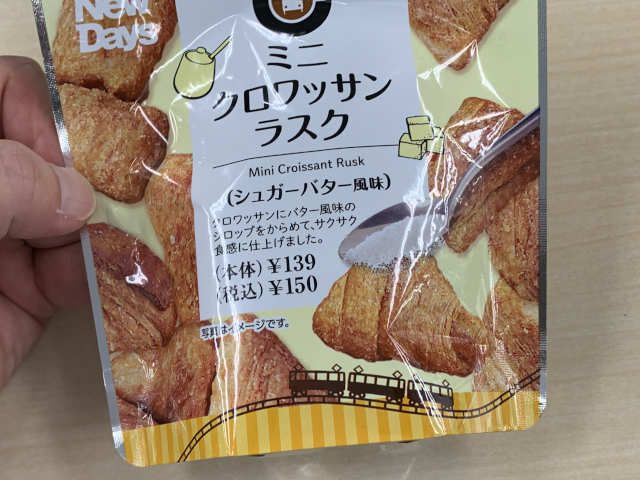 New
Days
ミニ
クロワッサン
ラスク
Mini Croissant Rusk
(シュガーバター風味)
クロワッサンにバター風味の
シロップをからめて、サクサク
食感に仕上げました。
(本体)¥139
(税込)¥150
写真はイメージです。